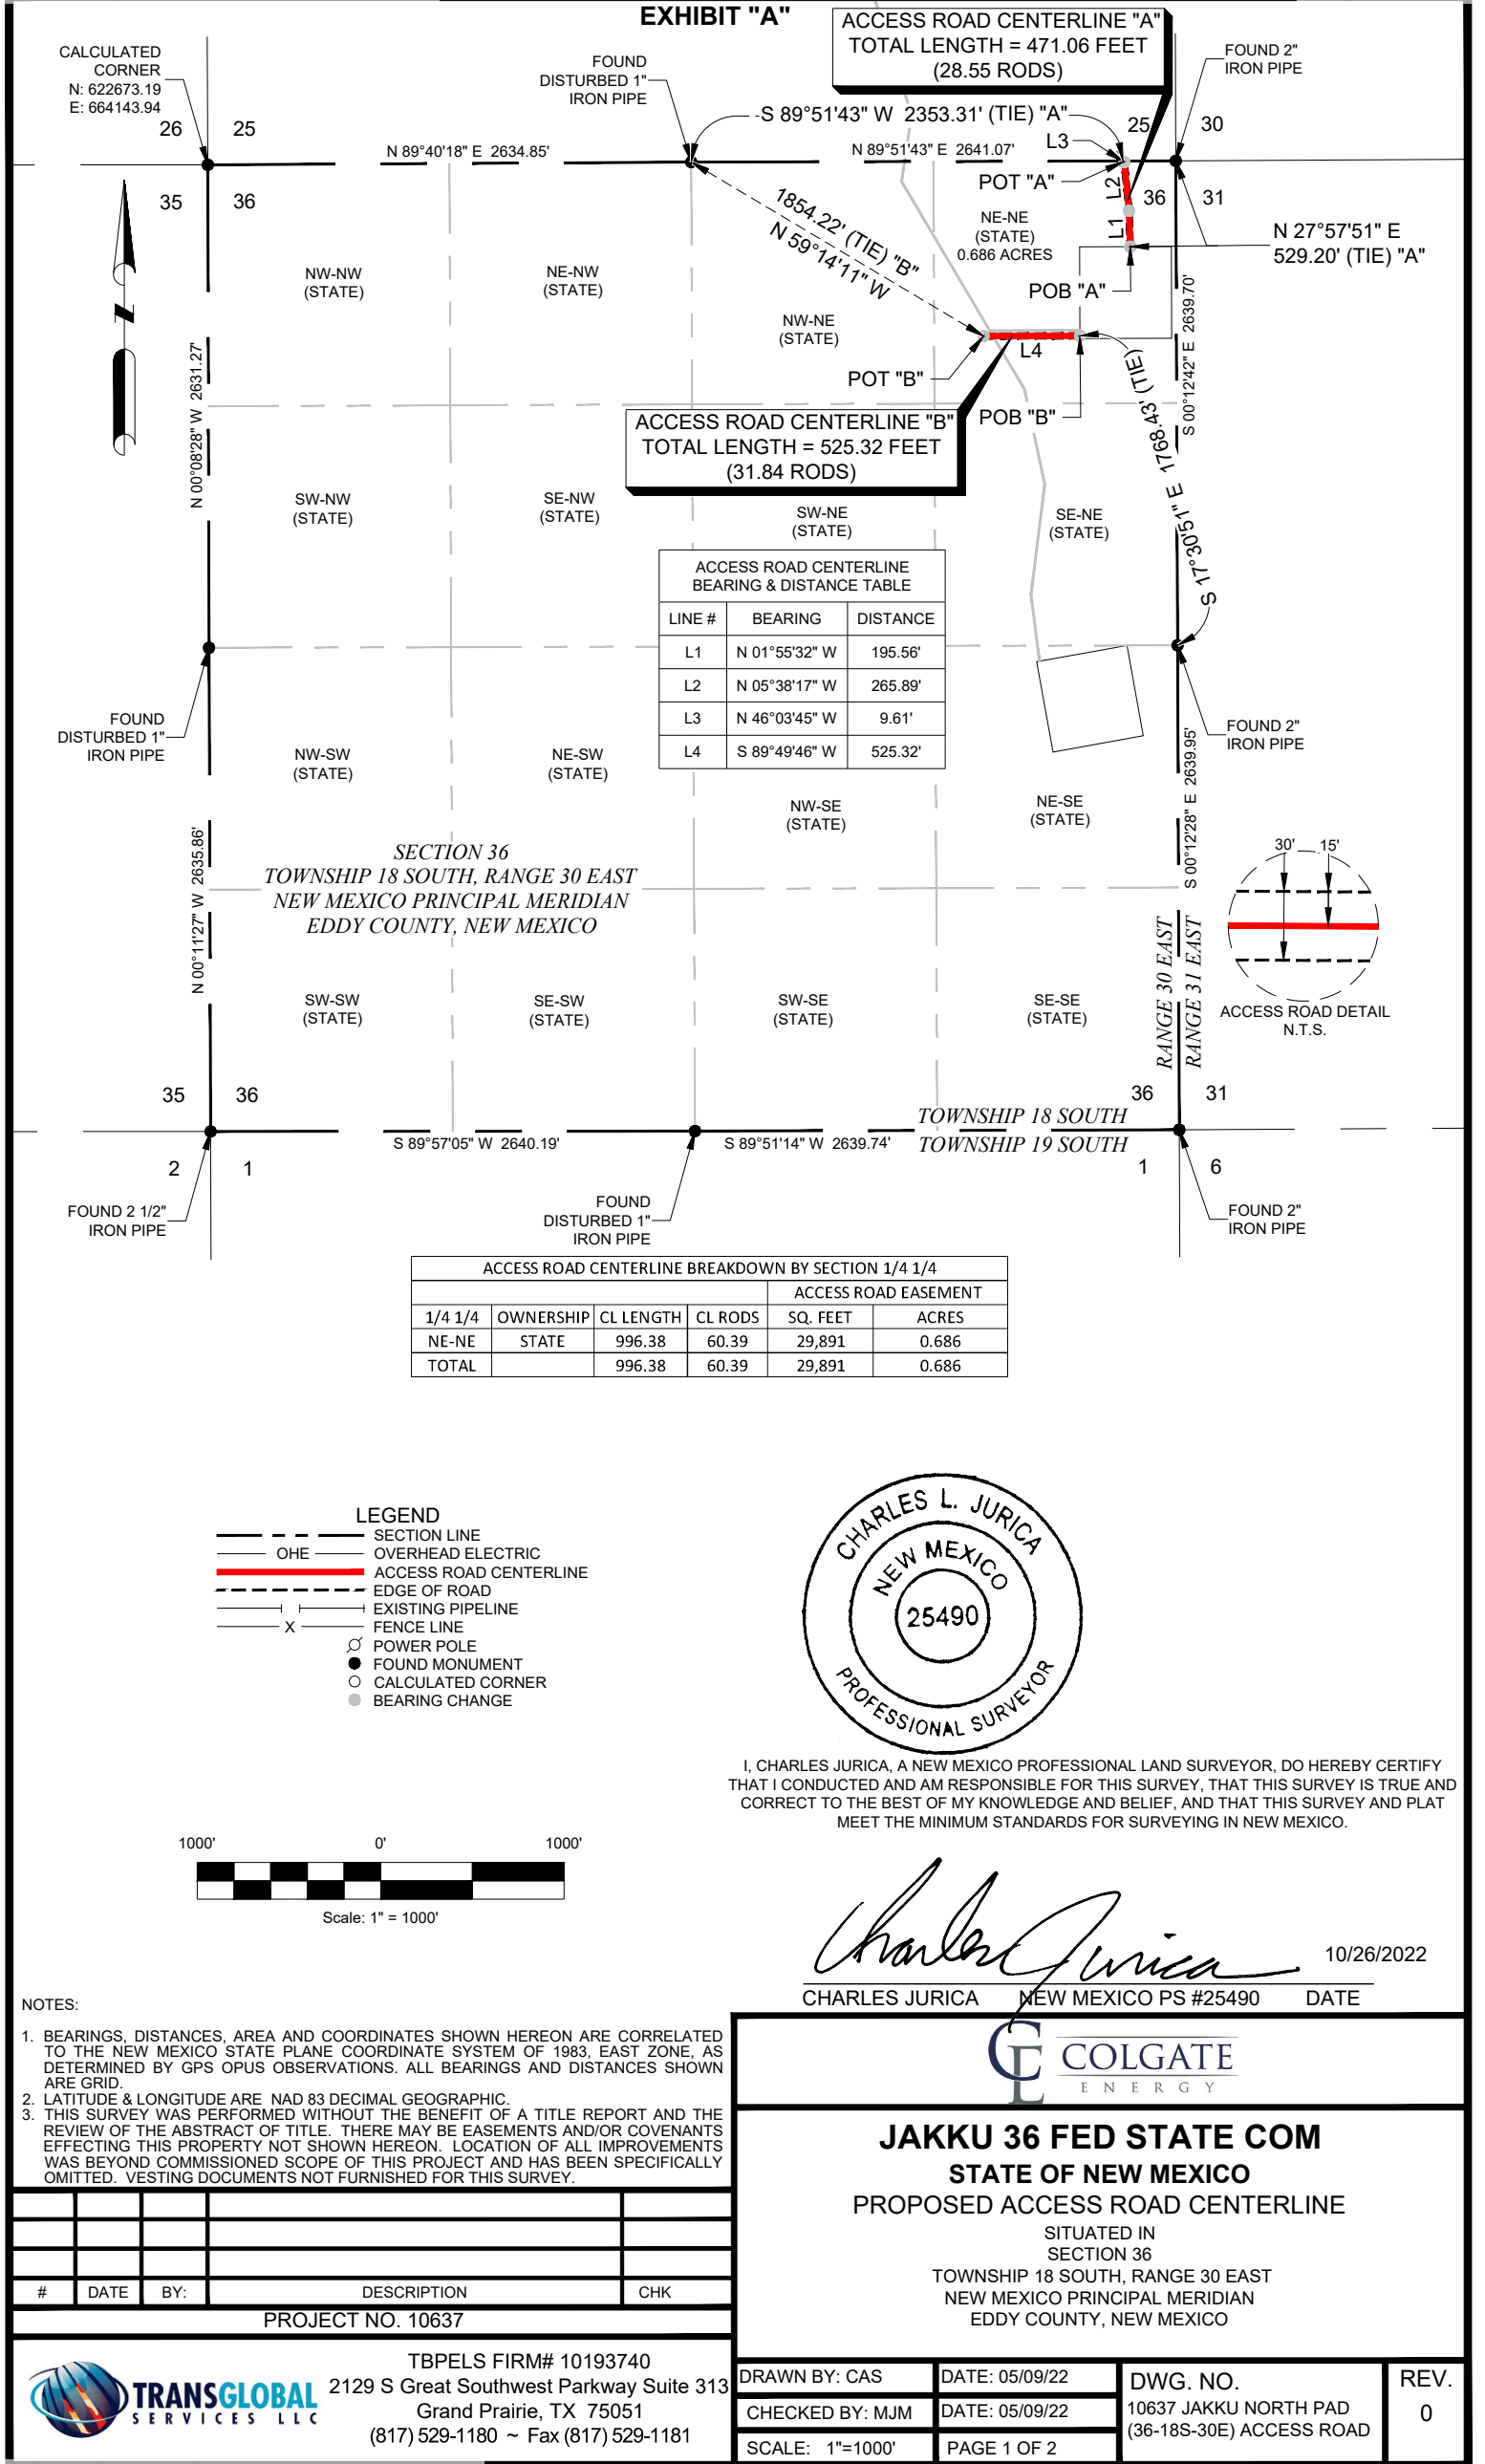 EXHIBIT "A"
ACCESS ROAD CENTERLINE "A"
TOTAL LENGTH = 471.06 FEET
(28.55 RODS)
CALCULATED
CORNER
N: 622673.19
E: 664143.94
FOUND
DISTURBED 1"
IRON PIPE
FOUND 2"
IRON PIPE
26
25
S 89°51'43" W 2353.31' (TIE) "A"
25
30
L3
N 89°40'18" E 2634.85'
N 89°51'43" E 2641.07'
35
36
POT "A"
L2
L1
36
31
1854.22' (TIE) "B"
N 59°14'11" W
NE-NE
(STATE)
0.686 ACRES
N 27°57'51" E
529.20' (TIE) "A"
N
NW-NW
(STATE)
NE-NW
(STATE)
POB "A"
NW-NE
(STATE)
S 00°12'42" E 2639.70'
N 00°08'28" W 2631.27'
L4
POT "B"
POB "B"
S 17°30'51" E 1768.43' (TIE)
ACCESS ROAD CENTERLINE "B"
TOTAL LENGTH = 525.32 FEET
(31.84 RODS)
SW-NW
(STATE)
SE-NW
(STATE)
SW-NE
(STATE)
SE-NE
(STATE)
ACCESS ROAD CENTERLINE
BEARING & DISTANCE TABLE
LINE # BEARING DISTANCE
L1 N 01°55'32" W 195.56'
L2 N 05°38'17" W 265.89'
L3 N 46°03'45" W 9.61'
L4 S 89°49'46" W 525.32'
FOUND
DISTURBED 1"
IRON PIPE
FOUND 2"
IRON PIPE
NW-SW
(STATE)
NE-SW
(STATE)
NW-SE
(STATE)
NE-SE
(STATE)
S 00°12'28" E 2639.95'
N 00°11'27" W 2635.86'
SECTION 36
TOWNSHIP 18 SOUTH, RANGE 30 EAST
NEW MEXICO PRINCIPAL MERIDIAN
EDDY COUNTY, NEW MEXICO
30' 15'
ACCESS ROAD DETAIL
N.T.S.
RANGE 30 EAST
RANGE 31 EAST
SW-SW
(STATE)
SE-SW
(STATE)
SW-SE
(STATE)
SE-SE
(STATE)
35
36
36
31
TOWNSHIP 18 SOUTH
TOWNSHIP 19 SOUTH
S 89°57'05" W 2640.19'
S 89°51'14" W 2639.74'
2
1
1
6
FOUND 2 1/2"
IRON PIPE
FOUND
DISTURBED 1"
IRON PIPE
FOUND 2"
IRON PIPE
ACCESS ROAD CENTERLINE BREAKDOWN BY SECTION 1/4 1/4
ACCESS ROAD EASEMENT
1/4 1/4 OWNERSHIP CL LENGTH CL RODS SQ. FEET ACRES
NE-NE STATE 996.38 60.39 29,891 0.686
TOTAL 996.38 60.39 29,891 0.686
LEGEND
SECTION LINE
OHE OVERHEAD ELECTRIC
ACCESS ROAD CENTERLINE
EDGE OF ROAD
EXISTING PIPELINE
X FENCE LINE
POWER POLE
FOUND MONUMENT
CALCULATED CORNER
BEARING CHANGE
CHARLES L. JURICA
NEW MEXICO
25490
PROFESSIONAL SURVEYOR
I, CHARLES JURICA, A NEW MEXICO PROFESSIONAL LAND SURVEYOR, DO HEREBY CERTIFY
THAT I CONDUCTED AND AM RESPONSIBLE FOR THIS SURVEY, THAT THIS SURVEY IS TRUE AND
CORRECT TO THE BEST OF MY KNOWLEDGE AND BELIEF, AND THAT THIS SURVEY AND PLAT
MEET THE MINIMUM STANDARDS FOR SURVEYING IN NEW MEXICO.
1000' 0' 1000'
Scale: 1" = 1000'
Charles Jurica
10/26/2022
CHARLES JURICA NEW MEXICO PS #25490 DATE
NOTES:
1. BEARINGS, DISTANCES, AREA AND COORDINATES SHOWN HEREON ARE CORRELATED
TO THE NEW MEXICO STATE PLANE COORDINATE SYSTEM OF 1983, EAST ZONE, AS
DETERMINED BY GPS OPUS OBSERVATIONS. ALL BEARINGS AND DISTANCES SHOWN
ARE GRID.
2. LATITUDE & LONGITUDE ARE NAD 83 DECIMAL GEOGRAPHIC.
3. THIS SURVEY WAS PERFORMED WITHOUT THE BENEFIT OF A TITLE REPORT AND THE
REVIEW OF THE ABSTRACT OF TITLE. THERE MAY BE EASEMENTS AND/OR COVENANTS
EFFECTING THIS PROPERTY NOT SHOWN HEREON. LOCATION OF ALL IMPROVEMENTS
WAS BEYOND COMMISSIONED SCOPE OF THIS PROJECT AND HAS BEEN SPECIFICALLY
OMITTED. VESTING DOCUMENTS NOT FURNISHED FOR THIS SURVEY.
CE COLGATE
ENERGY
JAKKU 36 FED STATE COM
STATE OF NEW MEXICO
PROPOSED ACCESS ROAD CENTERLINE
SITUATED IN
SECTION 36
TOWNSHIP 18 SOUTH, RANGE 30 EAST
NEW MEXICO PRINCIPAL MERIDIAN
EDDY COUNTY, NEW MEXICO
# DATE BY: DESCRIPTION CHK
PROJECT NO. 10637
TRANSGLOBAL
SERVICES LLC
TBPELS FIRM# 10193740
2129 S Great Southwest Parkway Suite 313
Grand Prairie, TX 75051
(817) 529-1180 ~ Fax (817) 529-1181
DRAWN BY: CAS DATE: 05/09/22
CHECKED BY: MJM DATE: 05/09/22
SCALE: 1"=1000' PAGE 1 OF 2
DWG. NO.
10637 JAKKU NORTH PAD
(36-18S-30E) ACCESS ROAD
REV.
0